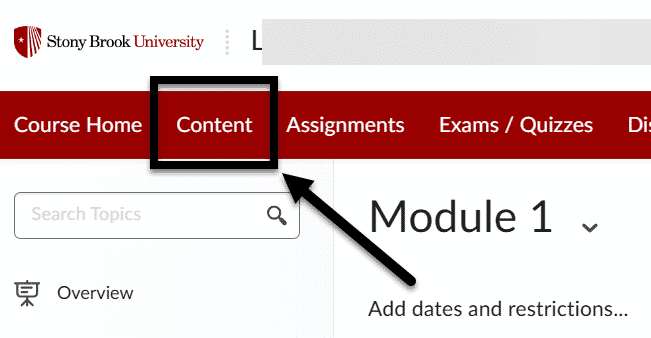 Stony Brook University
Course Home Content Assignments Exams / Quizzes
Search Topics
Module 1
Overview
Add dates and restrictions...